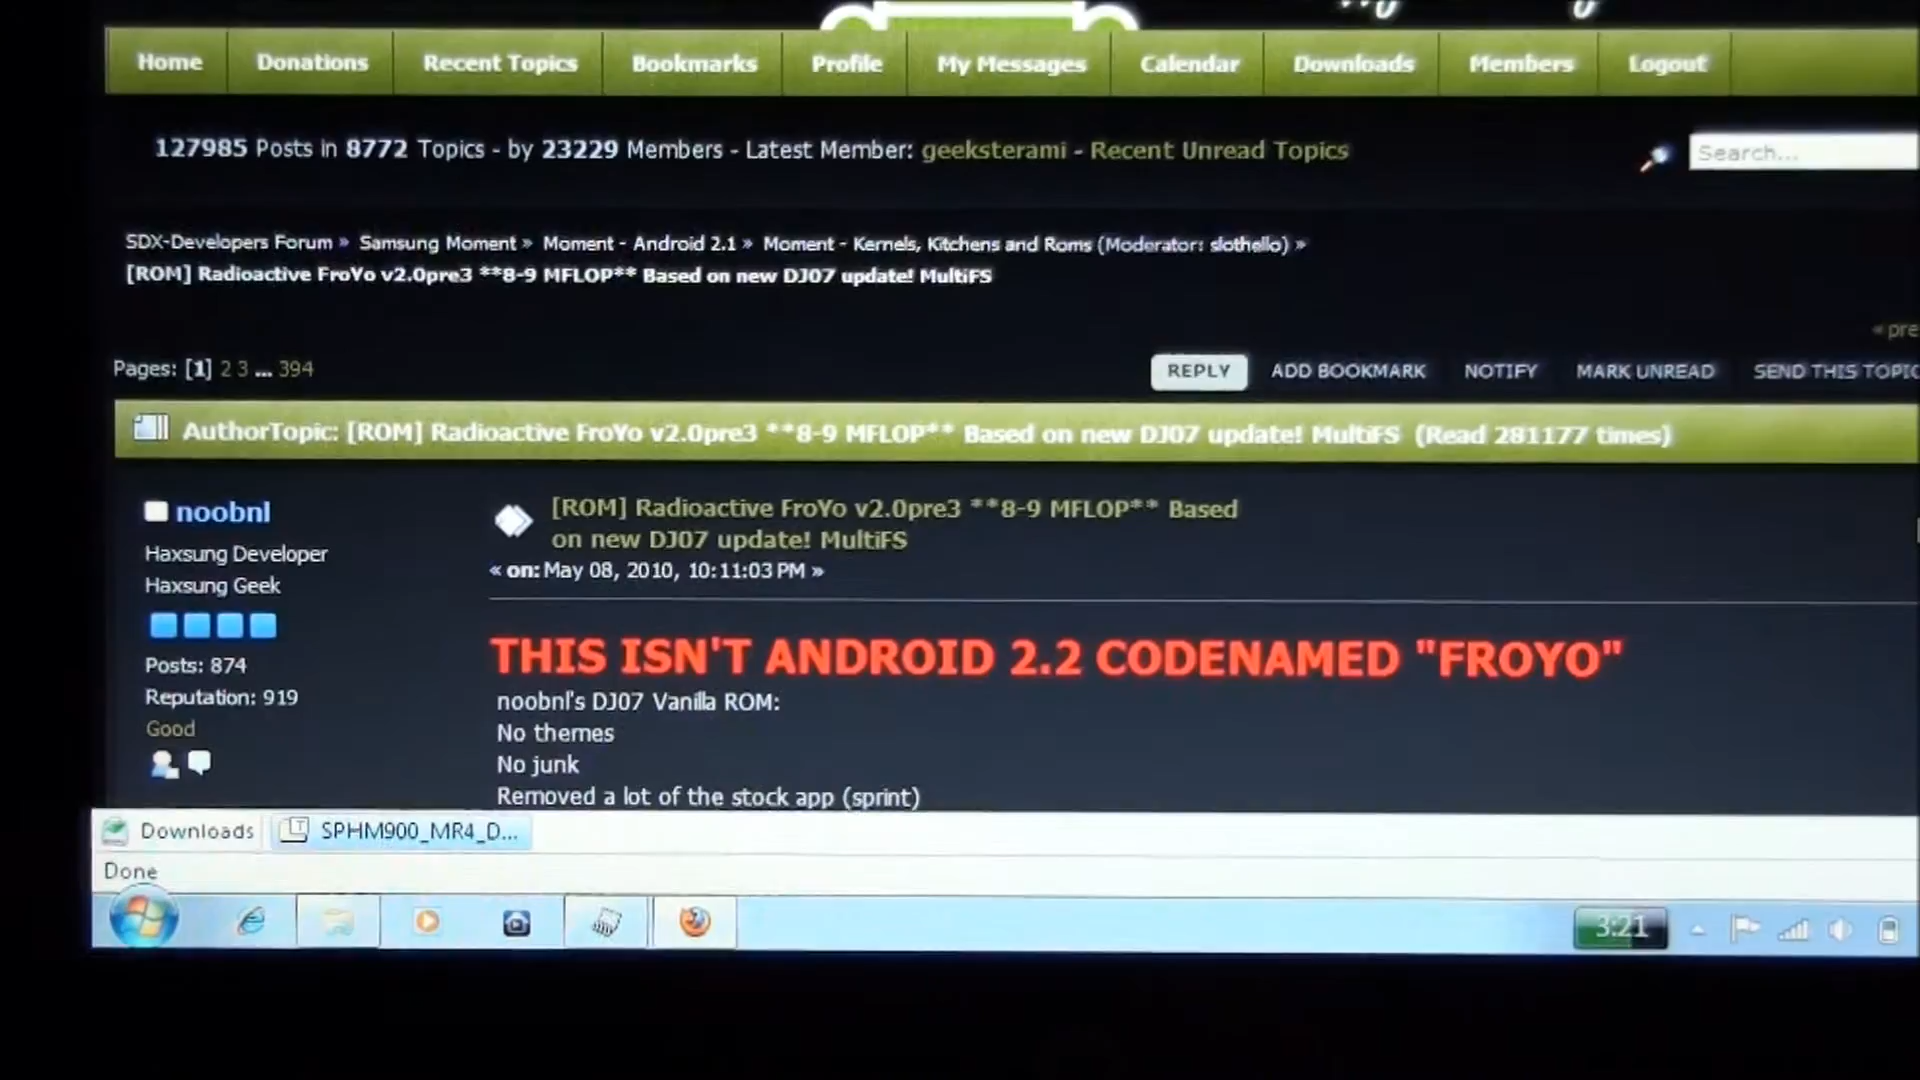 Home Donations Recent Topics Bookmarks Profile My Messages Calendar Downloads Members Logout
127985 Posts in 8772 Topics - by 23229 Members - Latest Member: geeksterami - Recent Unread Topics
Search...
SDX-Developers Forum » Samsung Moment » Moment - Android 2.1 » Moment - Kernels, Kitchens and Roms (Moderator: slothello) »
[ROM] Radioactive FroYo v2.0pre3 **8-9 MFLOP** Based on new DJ07 update! MultiFS
« pre
Pages: [1] 2 3 ... 394
REPLY ADD BOOKMARK NOTIFY MARK UNREAD SEND THIS TOPIC
AuthorTopic: [ROM] Radioactive FroYo v2.0pre3 **8-9 MFLOP** Based on new DJ07 update! MultiFS (Read 281177 times)
noobnl
Haxsung Developer
Haxsung Geek
Posts: 874
Reputation: 919
Good
[ROM] Radioactive FroYo v2.0pre3 **8-9 MFLOP** Based
on new DJ07 update! MultiFS
« on: May 08, 2010, 10:11:03 PM »
THIS ISN'T ANDROID 2.2 CODENAMED "FROYO"
noobnl's DJ07 Vanilla ROM:
No themes
No junk
Removed a lot of the stock app (sprint)
Downloads SPHM900_MR4_D...
Done
3:21